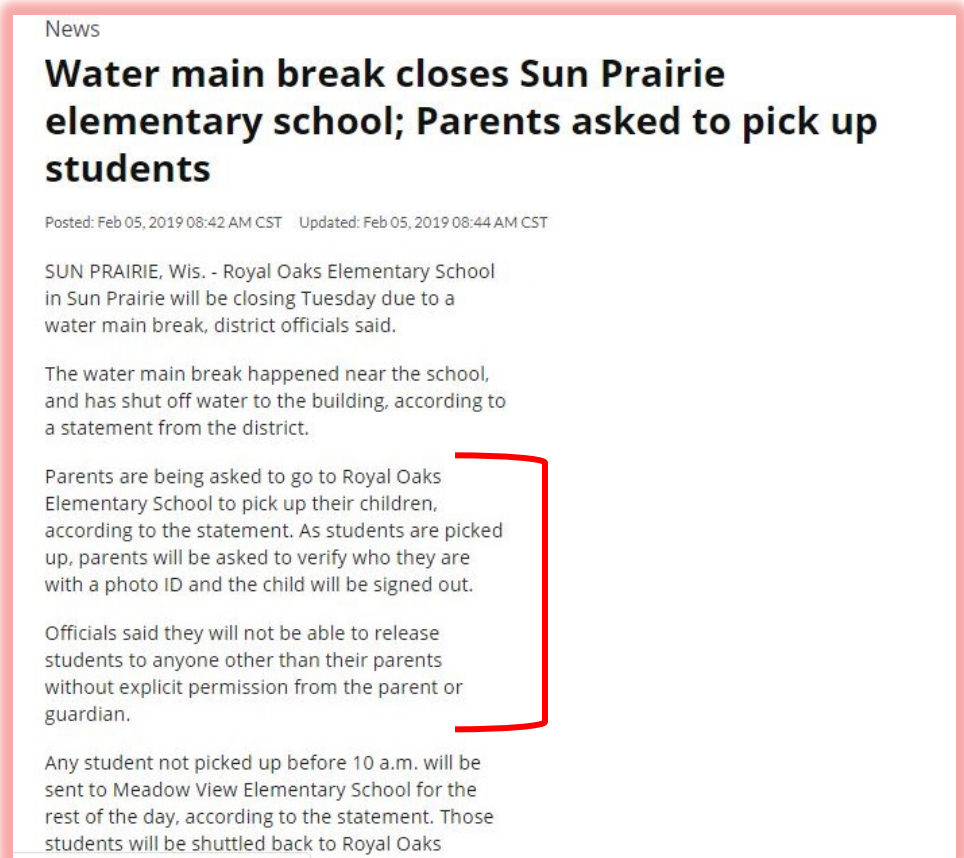 News
Water main break closes Sun Prairie
elementary school; Parents asked to pick up
students
Posted: Feb 05, 2019 08:42 AM CST Updated: Feb 05, 2019 08:44 AM CST
SUN PRAIRIE, Wis. - Royal Oaks Elementary School
in Sun Prairie will be closing Tuesday due to a
water main break, district officials said.
The water main break happened near the school,
and has shut off water to the building, according to
a statement from the district.
Parents are being asked to go to Royal Oaks
Elementary School to pick up their children,
according to the statement. As students are picked
up, parents will be asked to verify who they are
with a photo ID and the child will be signed out.
Officials said they will not be able to release
students to anyone other than their parents
without explicit permission from the parent or
guardian.
Any student not picked up before 10 a.m. will be
sent to Meadow View Elementary School for the
rest of the day, according to the statement. Those
students will be shuttled back to Royal Oaks